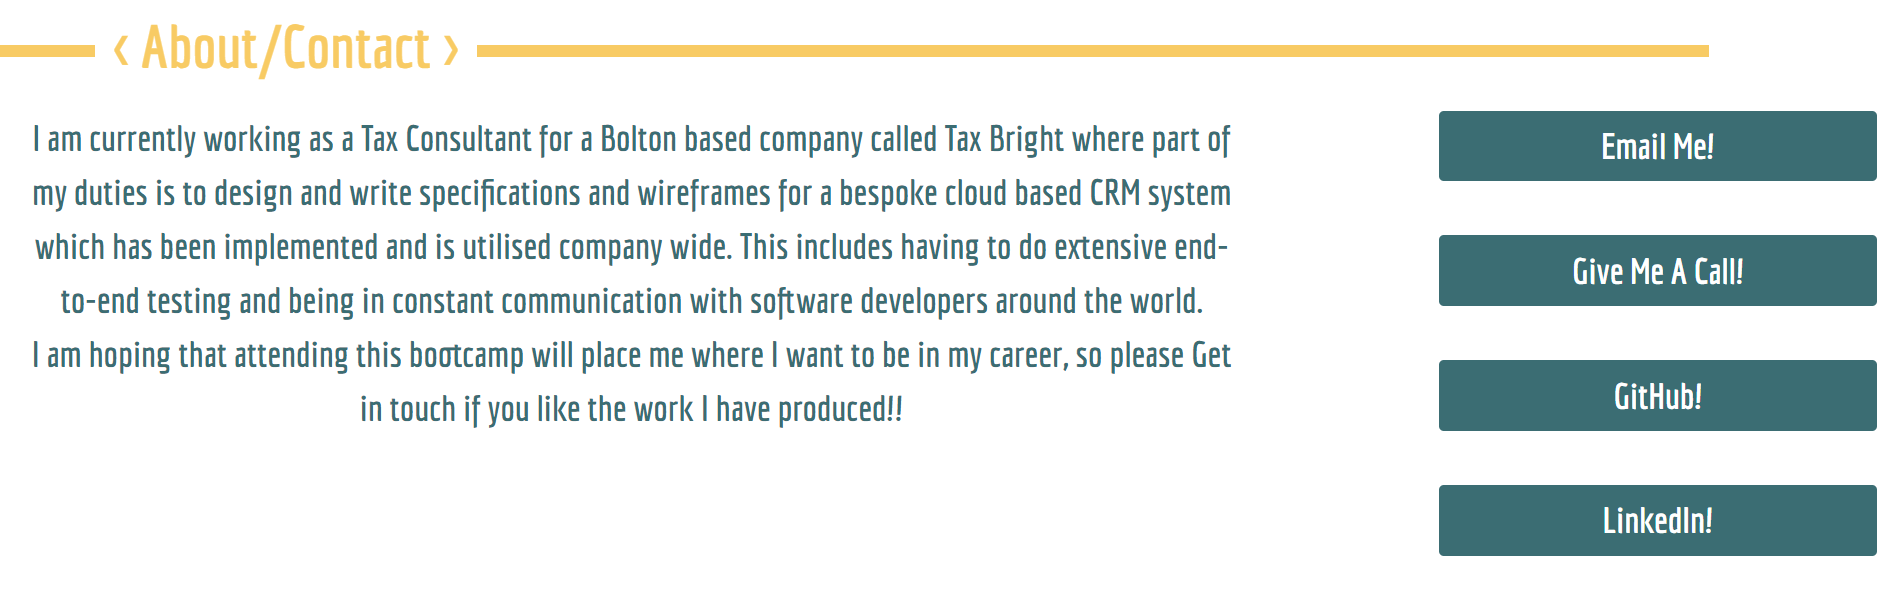 < About/Contact >
I am currently working as a Tax Consultant for a Bolton based company called Tax Bright where part of
my duties is to design and write specifications and wireframes for a bespoke cloud based CRM system
which has been implemented and is utilised company wide. This includes having to do extensive end-
to-end testing and being in constant communication with software developers around the world.
I am hoping that attending this bootcamp will place me where I want to be in my career, so please Get
in touch if you like the work I have produced!!
Email Me!
Give Me A Call!
GitHub!
LinkedIn!